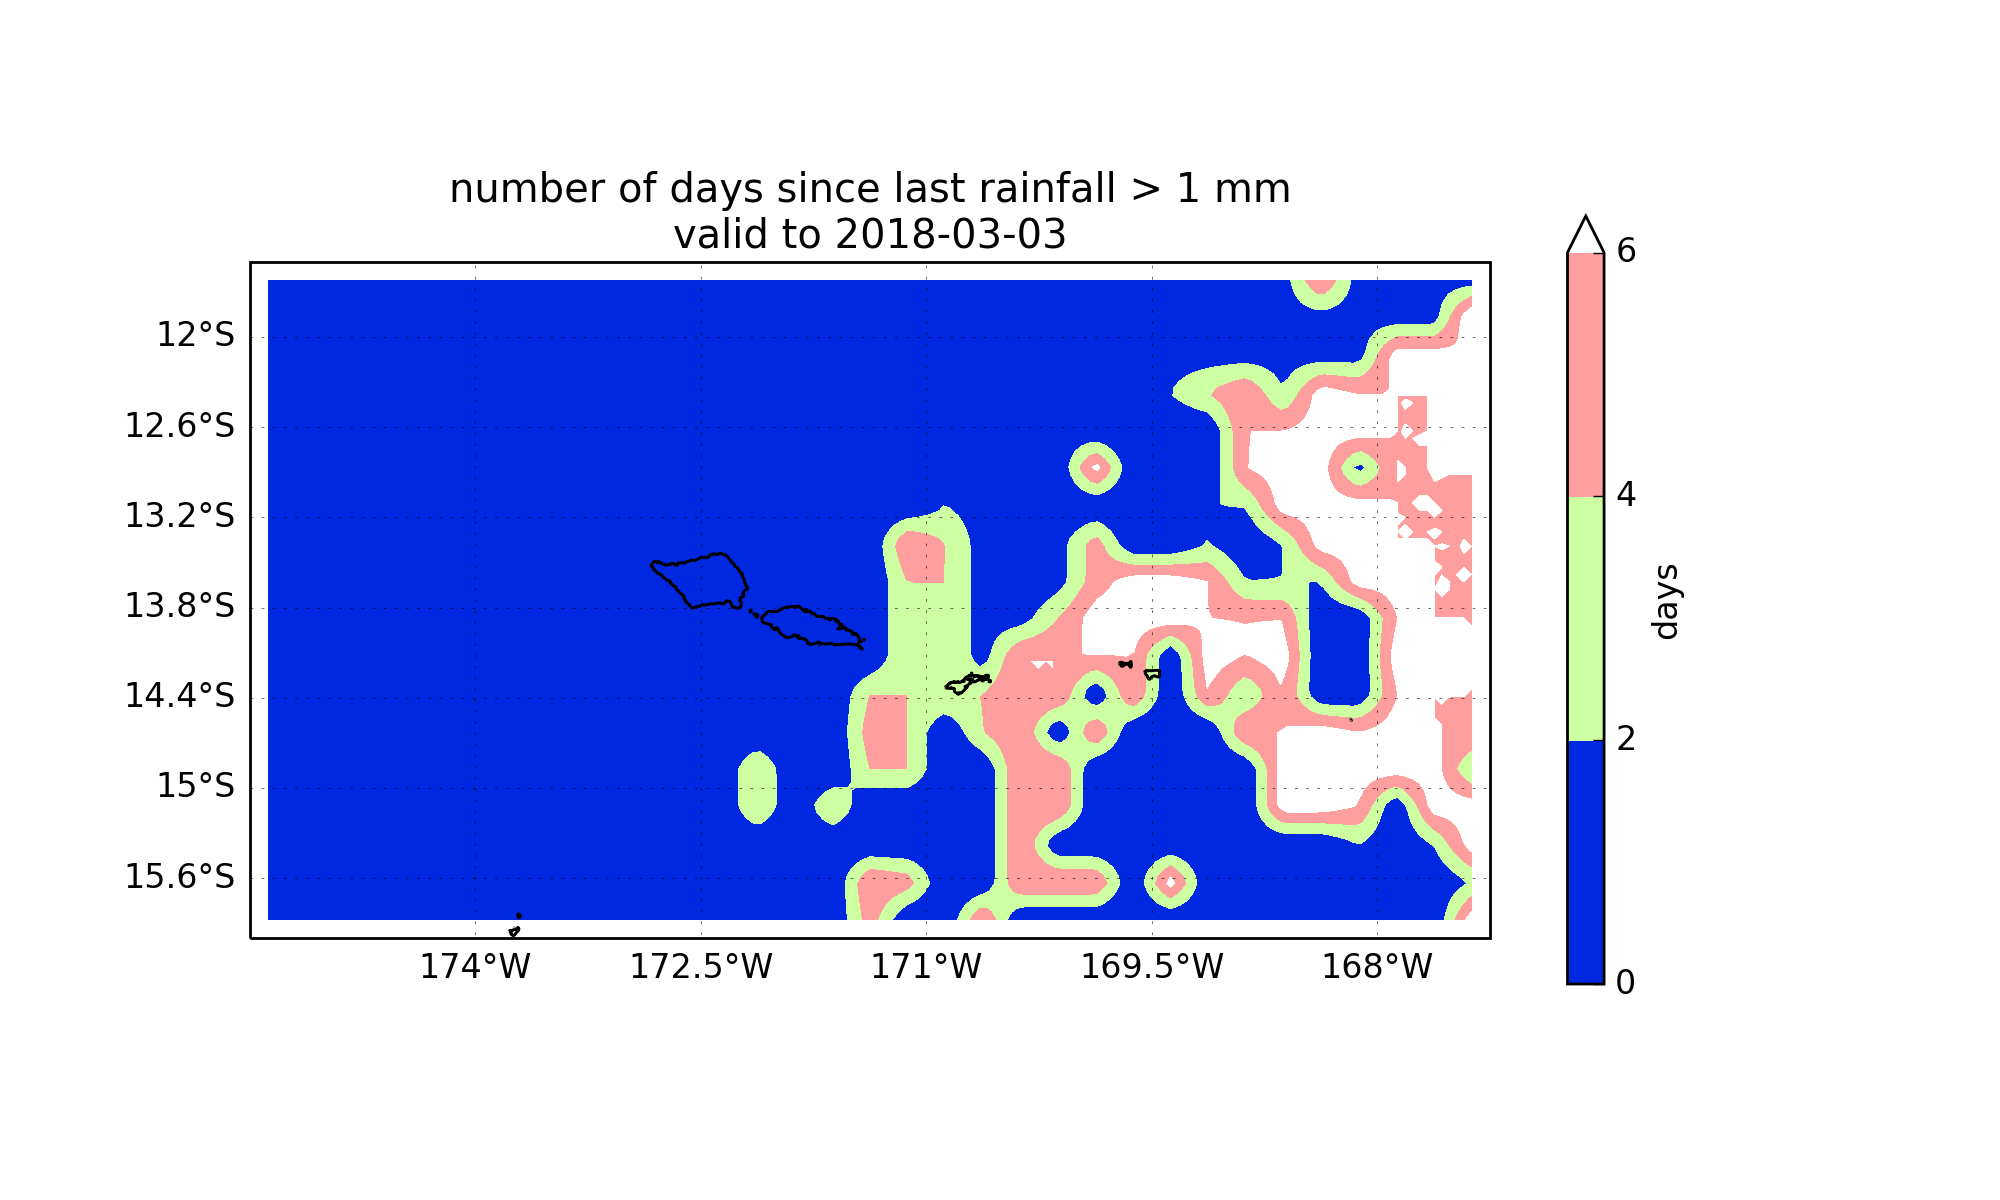 number of days since last rainfall > 1 mm
valid to 2018-03-03
12°S
12.6°S
13.2°S
13.8°S
14.4°S
15°S
15.6°S
174°W 172.5°W 171°W 169.5°W 168°W
6
4
2
0
days